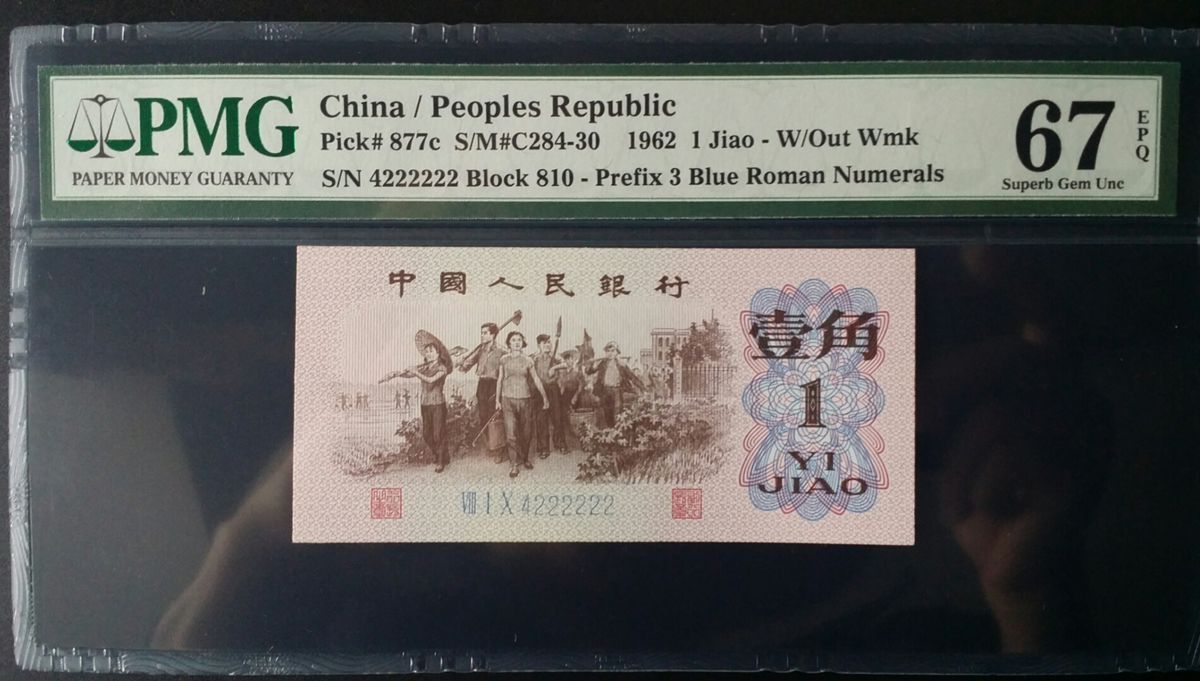 PMG
PAPER MONEY GUARANTY
China / Peoples Republic
Pick# 877c S/M#C284-30 1962 1 Jiao - W/Out Wmk
S/N 4222222 Block 810 - Prefix 3 Blue Roman Numerals
67
EPQ
Superb Gem Unc
中國人民銀行
壹角
1
YI
JIAO
VIII I X 4222222